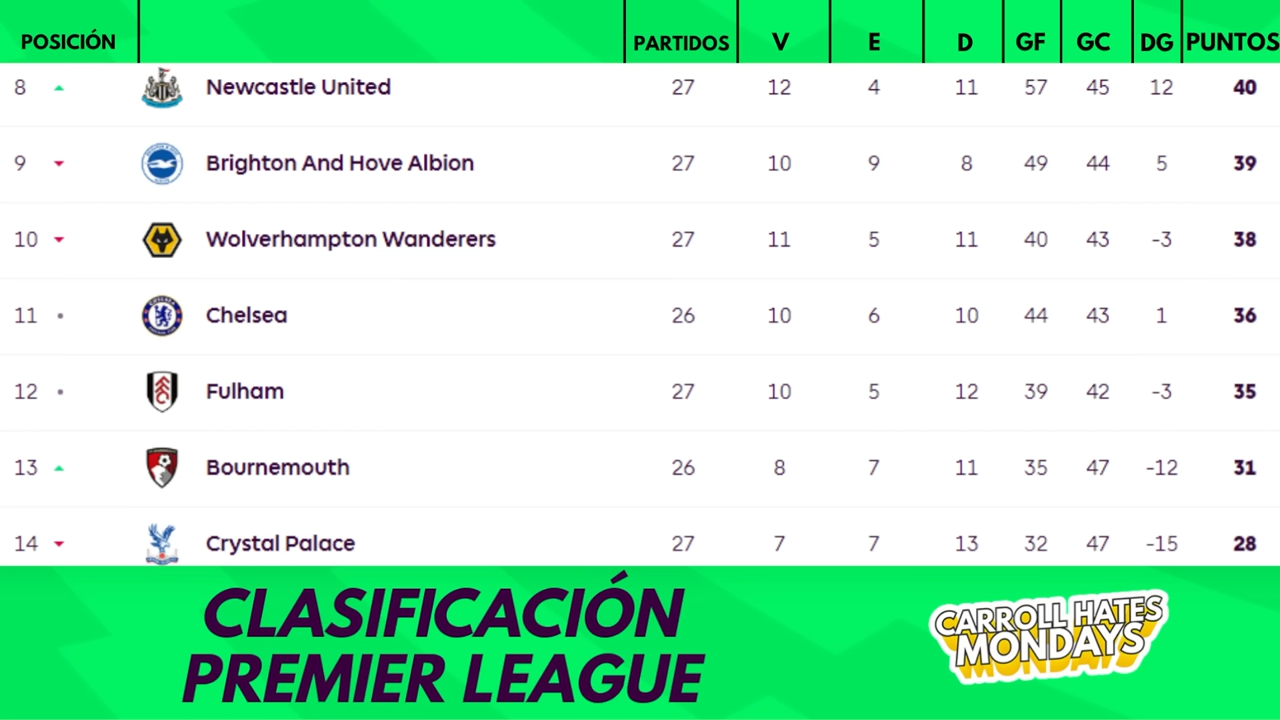 POSICIÓN PARTIDOS V E D GF GC DG PUNTOS
8 Newcastle United 27 12 4 11 57 45 12 40
9 Brighton And Hove Albion 27 10 9 8 49 44 5 39
10 Wolverhampton Wanderers 27 11 5 11 40 43 -3 38
11 Chelsea 26 10 6 10 44 43 1 36
12 Fulham 27 10 5 12 39 42 -3 35
13 Bournemouth 26 8 7 11 35 47 -12 31
14 Crystal Palace 27 7 7 13 32 47 -15 28
CLASIFICACIÓN
PREMIER LEAGUE
CARROLL HATES
MONDAYS